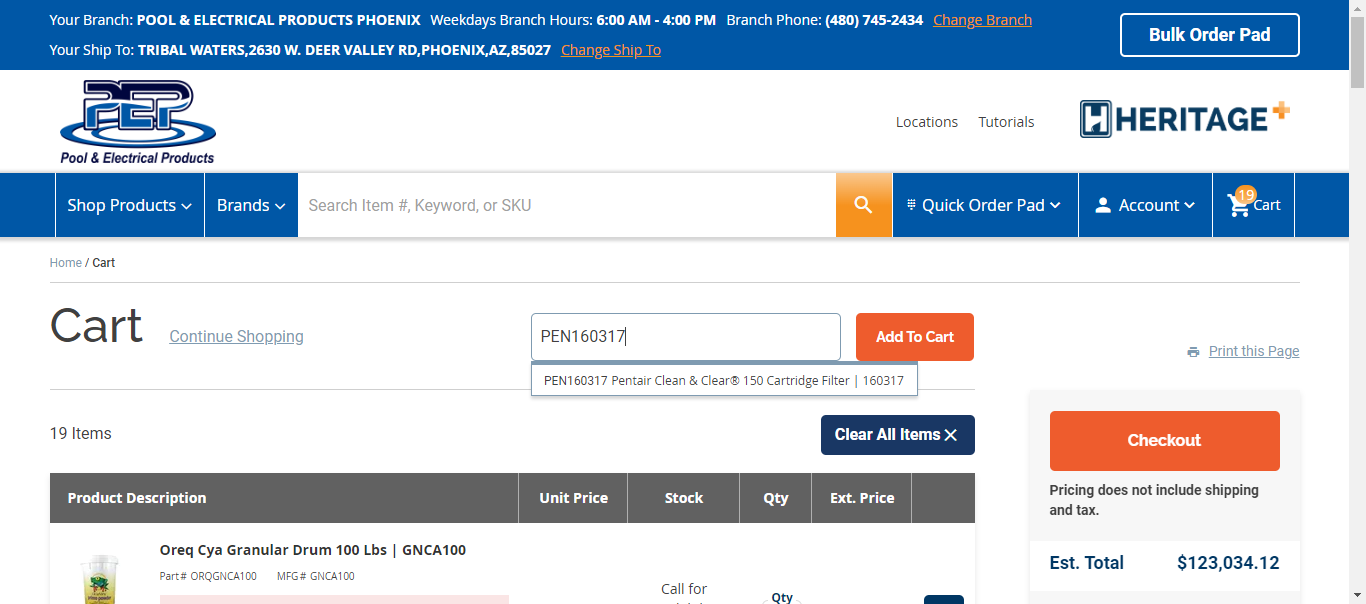 Your Branch: POOL & ELECTRICAL PRODUCTS PHOENIX Weekdays Branch Hours: 6:00 AM - 4:00 PM Branch Phone: (480) 745-2434 Change Branch
Your Ship To: TRIBAL WATERS,2630 W. DEER VALLEY RD,PHOENIX,AZ,85027 Change Ship To
Bulk Order Pad
PEP
Pool & Electrical Products
Locations Tutorials
HERITAGE+
Shop Products Brands Search Item #, Keyword, or SKU Quick Order Pad Account 19 Cart
Home / Cart
Cart Continue Shopping PEN160317 Add To Cart
Print this Page
PEN160317 Pentair Clean & Clear® 150 Cartridge Filter | 160317
19 Items Clear All Items
Checkout
Pricing does not include shipping
and tax.
Est. Total $123,034.12
Product Description Unit Price Stock Qty Ext. Price
Oreq Cya Granular Drum 100 Lbs | GNCA100
Part# ORQGNCA100 MFG# GNCA100
Call for
Qty